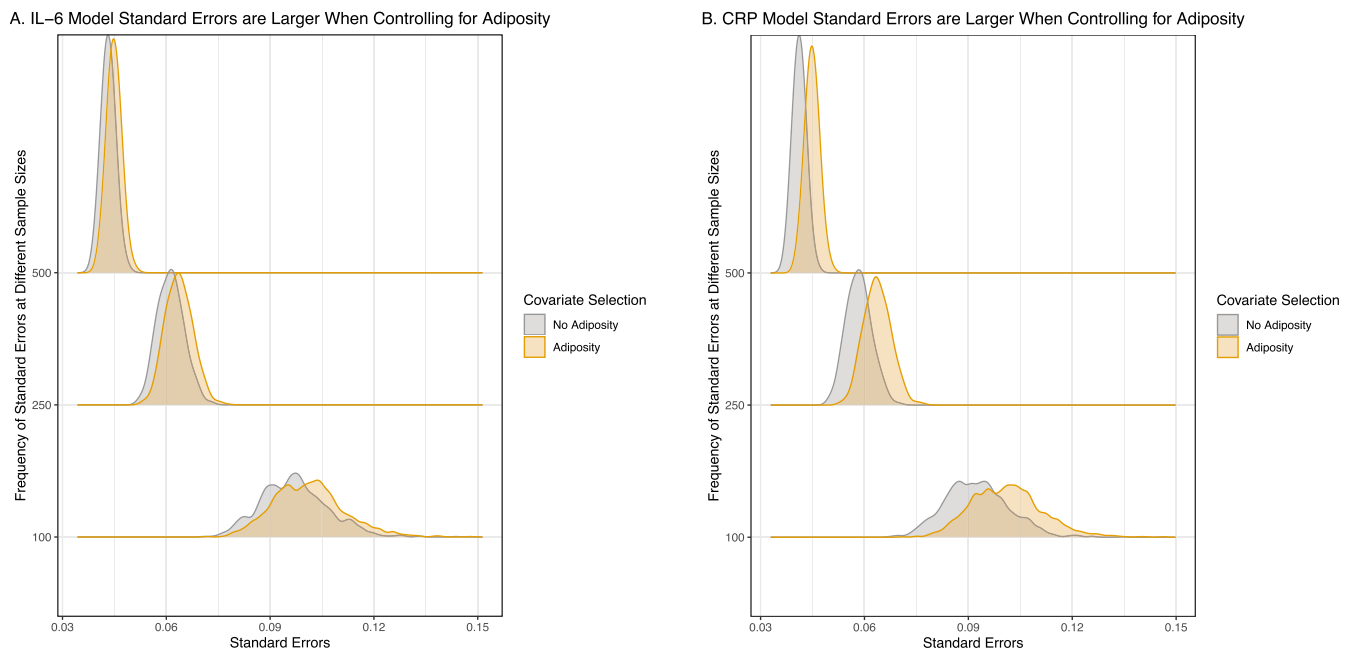 A. IL−6 Model Standard Errors are Larger When Controlling for Adiposity
Frequency of Standard Errors at Different Sample Sizes
500
250
100
0.03 0.06 0.09 0.12 0.15
Standard Errors
Covariate Selection
No Adiposity
Adiposity
B. CRP Model Standard Errors are Larger When Controlling for Adiposity
Frequency of Standard Errors at Different Sample Sizes
500
250
100
0.03 0.06 0.09 0.12 0.15
Standard Errors
Covariate Selection
No Adiposity
Adiposity